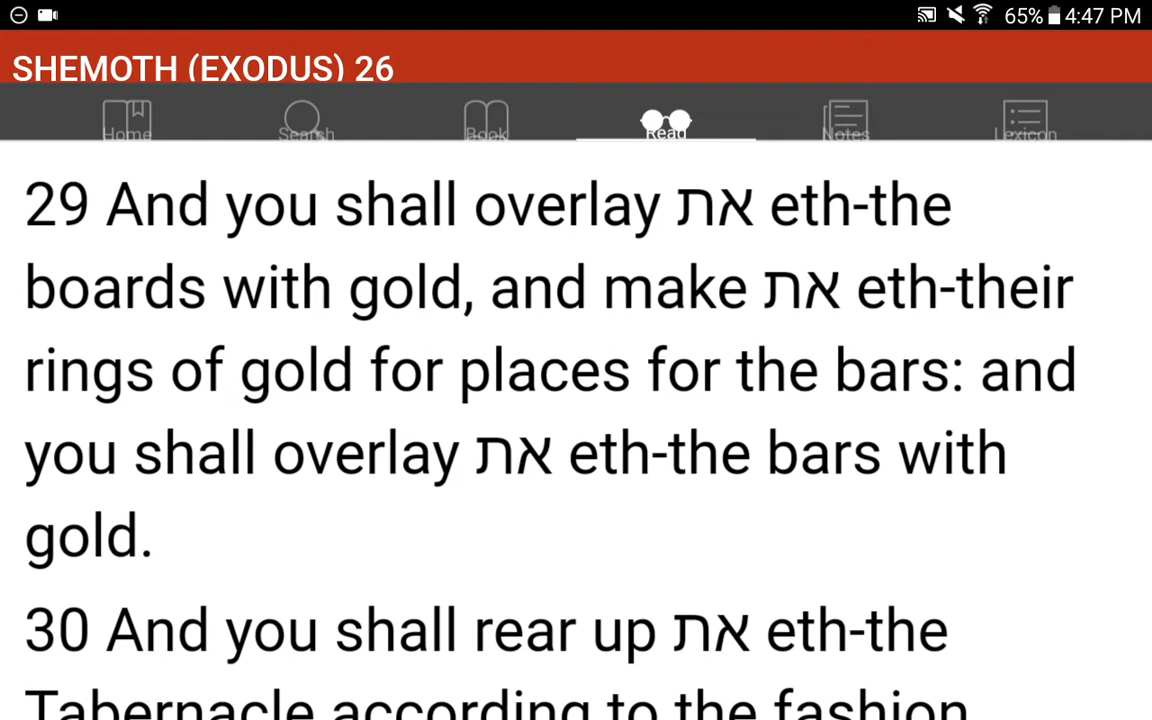 65% 4:47 PM
SHEMOTH (EXODUS) 26
Home Search Book Read Notes Lexicon
29 And you shall overlay את eth-the
boards with gold, and make את eth-their
rings of gold for places for the bars: and
you shall overlay את eth-the bars with
gold.
30 And you shall rear up את eth-the
Tabernacle according to the fashion